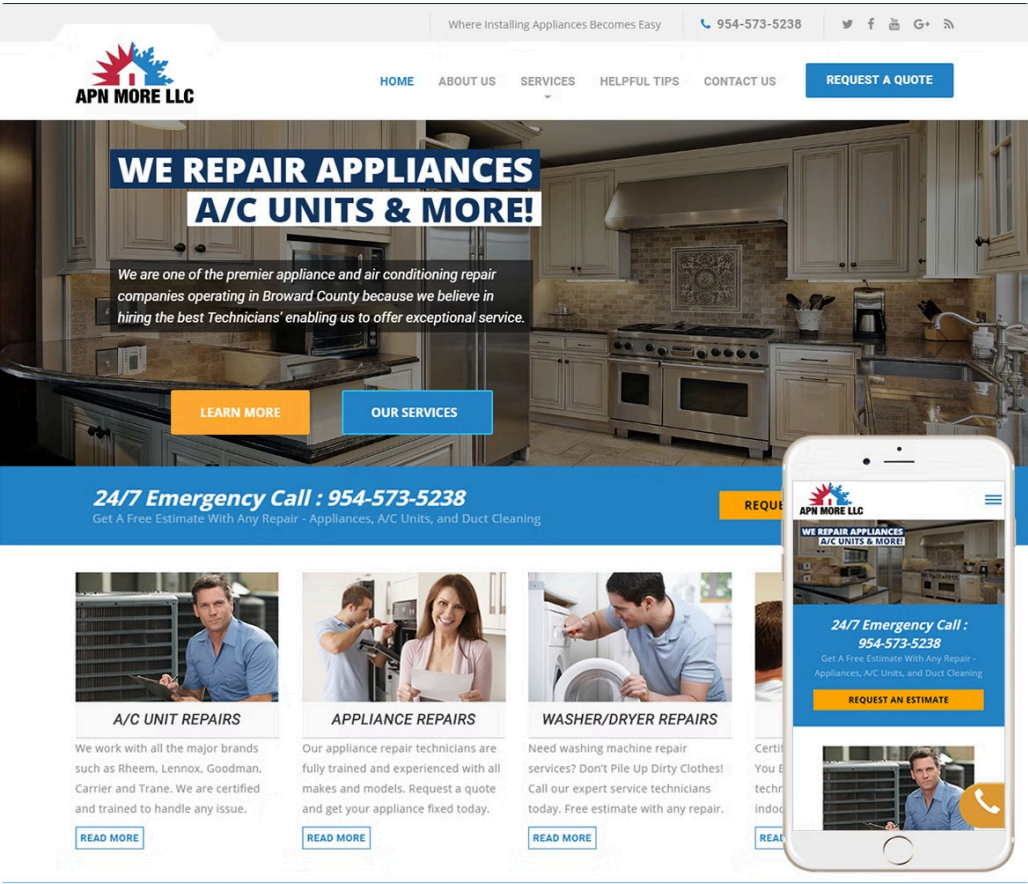 Where Installing Appliances Becomes Easy
954-573-5238
G+
APN MORE LLC
HOME
ABOUT US
SERVICES
HELPFUL TIPS
CONTACT US
REQUEST A QUOTE
WE REPAIR APPLIANCES
A/C UNITS & MORE!
We are one of the premier appliance and air conditioning repair
companies operating in Broward County because we believe in
hiring the best Technicians' enabling us to offer exceptional service.
LEARN MORE
OUR SERVICES
24/7 Emergency Call : 954-573-5238
Get A Free Estimate With Any Repair - Appliances, A/C Units, and Duct Cleaning
A/C UNIT REPAIRS
We work with all the major brands
such as Rheem, Lennox, Goodman,
Carrier and Trane. We are certified
and trained to handle any issue.
READ MORE
APPLIANCE REPAIRS
Our appliance repair technicians are
fully trained and experienced with all
makes and models. Request a quote
and get your appliance fixed today.
READ MORE
WASHER/DRYER REPAIRS
Need washing machine repair
services? Don't Pile Up Dirty Clothes!
Call our expert service technicians
today. Free estimate with any repair.
READ MORE
APN MORE LLC
WE REPAIR APPLIANCES
A/C UNITS & MORE!
24/7 Emergency Call :
954-573-5238
Get A Free Estimate With Any Repair -
Appliances, A/C Units, and Duct Cleaning
REQUEST AN ESTIMATE